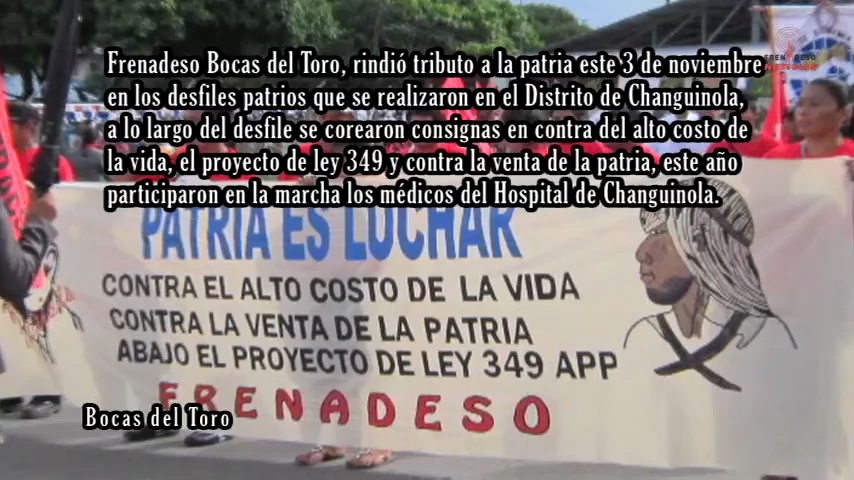 Frenadeso Bocas del Toro, rindió tributo a la patria este 3 de noviembre
en los desfiles patrios que se realizaron en el Distrito de Changuinola,
a lo largo del desfile se corearon consignas en contra del alto costo de
la vida, el proyecto de ley 349 y contra la venta de la patria, este año
participaron en la marcha los médicos del Hospital de Changuinola.
PATRIA ES LUCHAR
CONTRA EL ALTO COSTO DE LA VIDA
CONTRA LA VENTA DE LA PATRIA
ABAJO EL PROYECTO DE LEY 349 APP
FRENADESO
Bocas del Toro